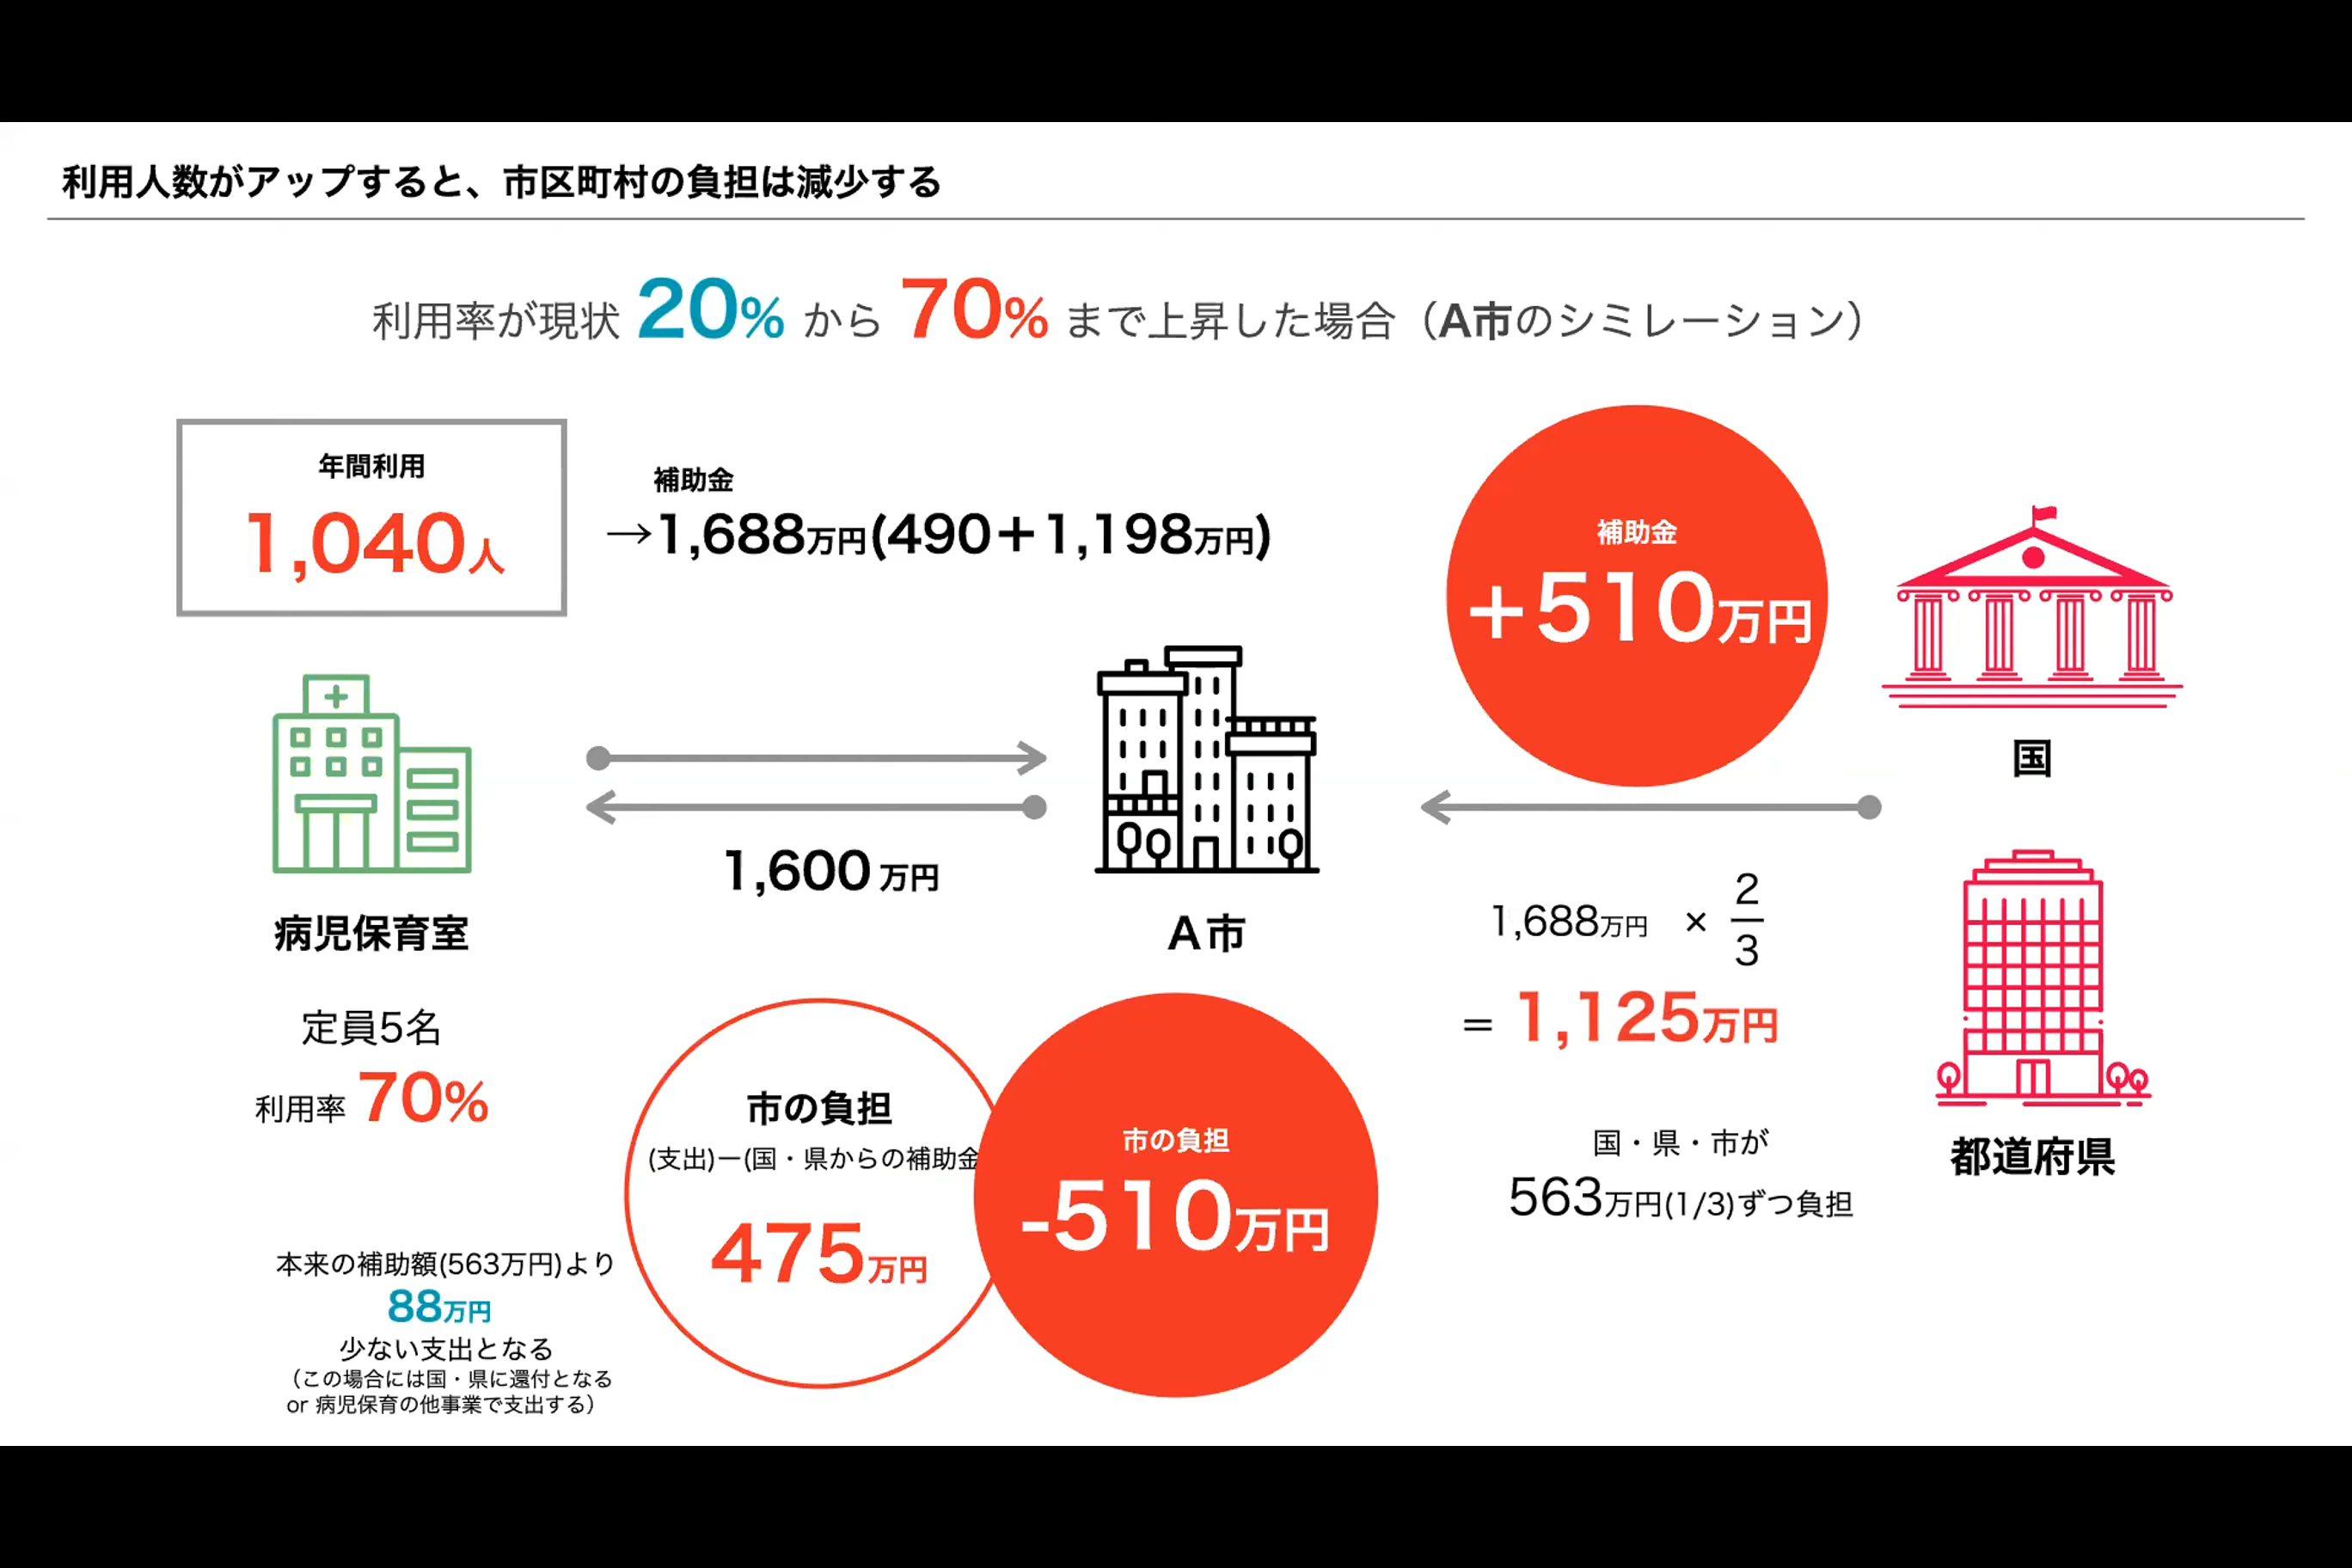 利用人数がアップすると、市区町村の負担は減少する
利用率が現状 20% から 70% まで上昇した場合（A市のシミレーション）
年間利用
1,040人
補助金
→1,688万円(490＋1,198万円)
補助金
+510万円
国
1,600 万円
病児保育室
A市
1,688万円 × 2/3
= 1,125万円
定員5名
利用率 70%
市の負担
(支出)ー(国・県からの補助金
475万円
市の負担
-510万円
国・県・市が
563万円(1/3)ずつ負担
都道府県
本来の補助額(563万円)より
88万円
少ない支出となる
（この場合には国・県に還付となる
or 病児保育の他事業で支出する）